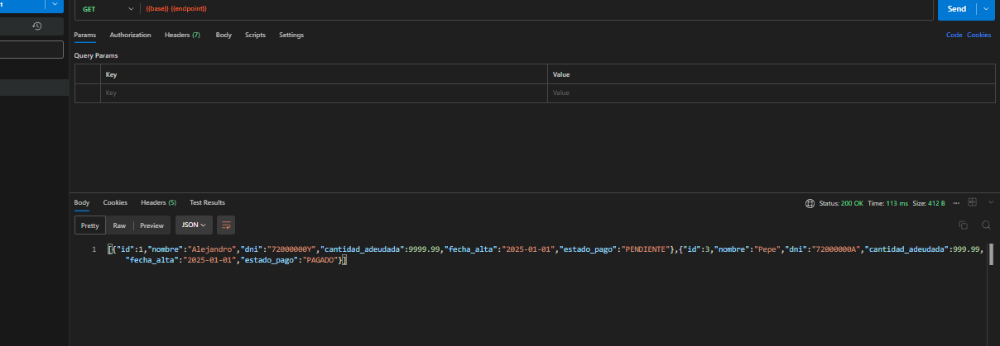 t
GET
{{base}} {{endpoint}}
Send
Params Authorization Headers (7) Body Scripts Settings Code Cookies
Query Params
Key Value
Key Value
Body Cookies Headers (5) Test Results Status: 200 OK Time: 113 ms Size: 412 B
Pretty Raw Preview JSON
1 [{"id":1,"nombre":"Alejandro","dni":"72000000Y","cantidad_adeudada":9999.99,"fecha_alta":"2025-01-01","estado_pago":"PENDIENTE"},{"id":3,"nombre":"Pepe","dni":"72000000A","cantidad_adeudada":999.99,
"fecha_alta":"2025-01-01","estado_pago":"PAGADO"}]